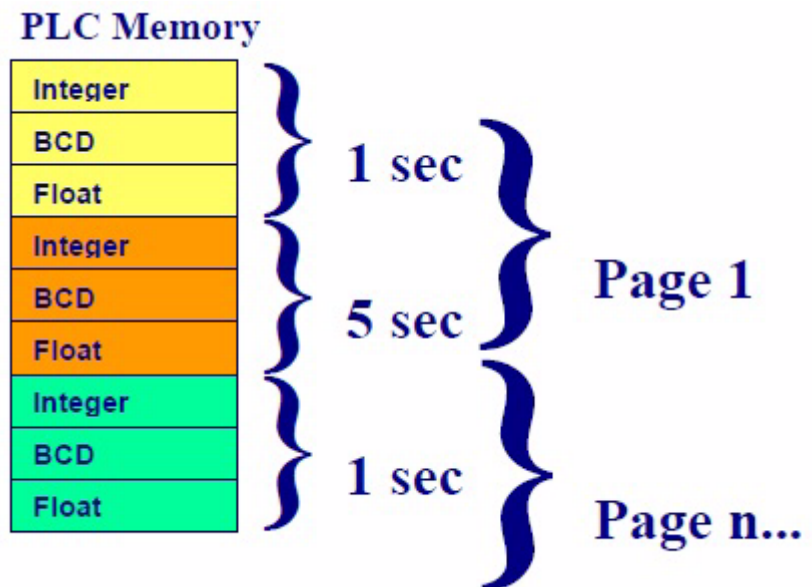 PLC Memory
Integer
BCD
Float
1 sec
Integer
BCD
Float
5 sec
Page 1
Integer
BCD
Float
1 sec
Page n...